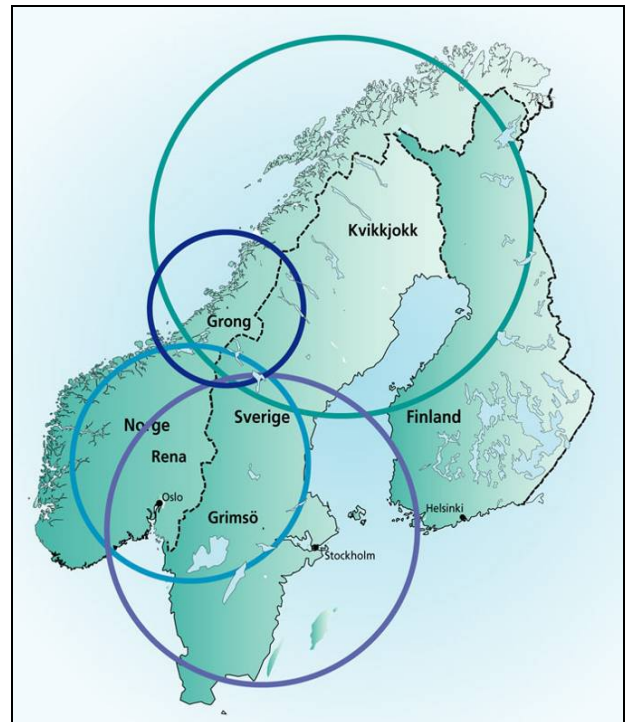 Kvikkjokk
Grong
Norge
Sverige
Finland
Rena
Oslo
Helsinki
Grimsö
Stockholm